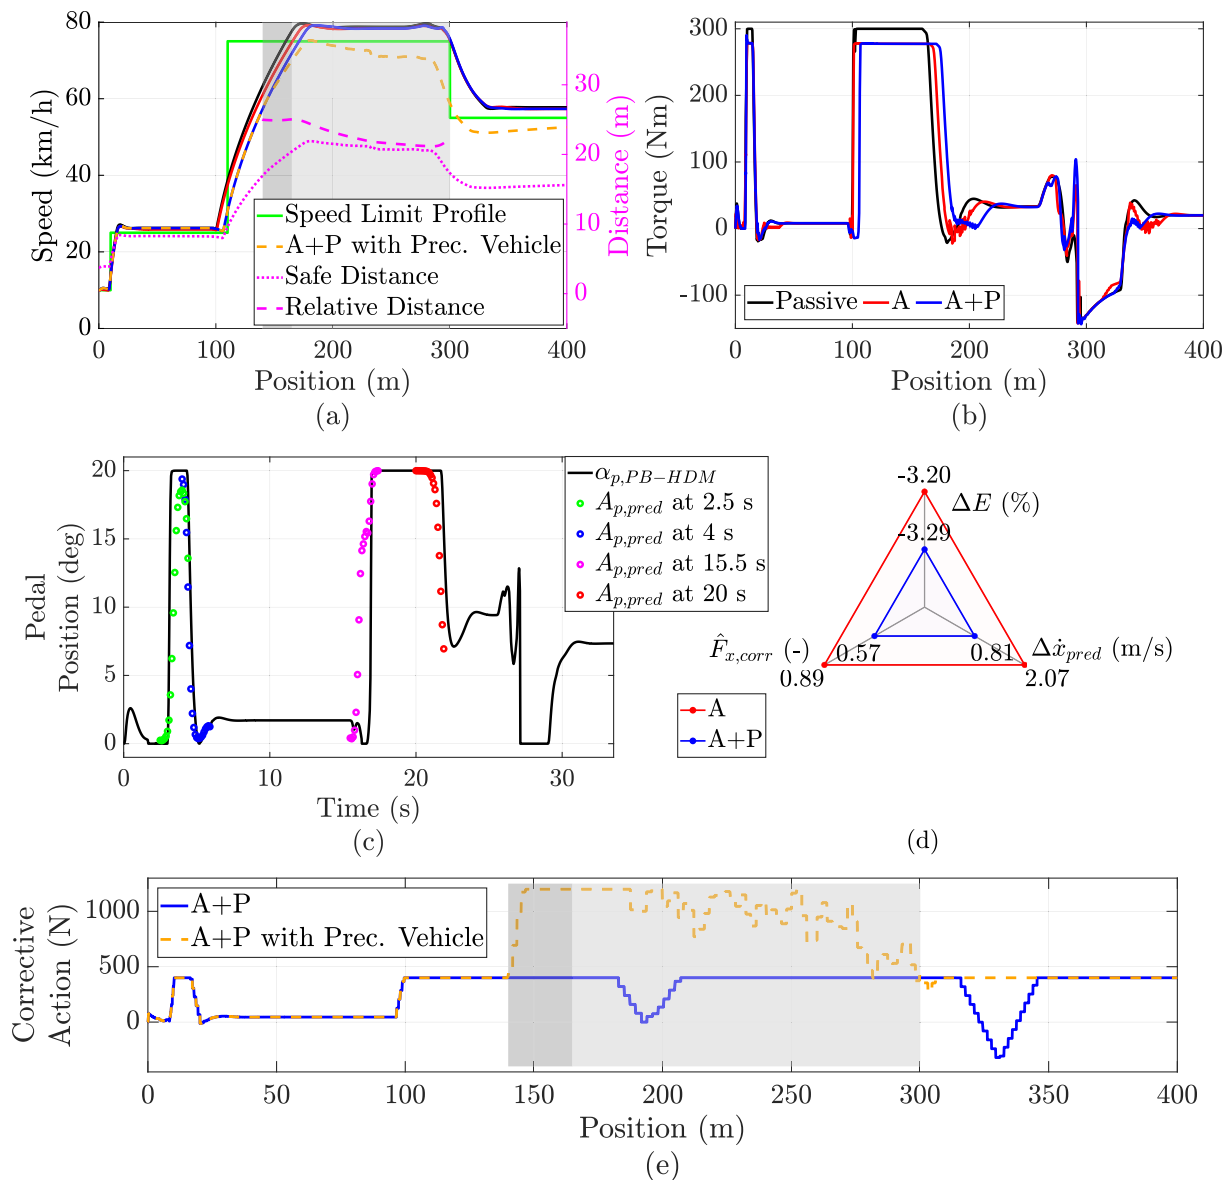 80
60
40
20
0
Speed (km/h)
30
20
10
0
Distance (m)
Speed Limit Profile
A+P with Prec. Vehicle
Safe Distance
Relative Distance
0 100 200 300 400
Position (m)
(a)
300
200
100
0
-100
Torque (Nm)
Passive A A+P
0 100 200 300 400
Position (m)
(b)
20
15
10
5
0
Pedal
Position (deg)
α_{p,PB-HDM}
A_{p,pred} at 2.5 s
A_{p,pred} at 4 s
A_{p,pred} at 15.5 s
A_{p,pred} at 20 s
0 10 20 30
Time (s)
(c)
-3.20
ΔE (%)
-3.29
F̂_{x,corr} (-) 0.57 0.81 Δẋ_{pred} (m/s)
0.89 2.07
A
A+P
(d)
1000
500
0
Corrective
Action (N)
A+P
A+P with Prec. Vehicle
0 50 100 150 200 250 300 350 400
Position (m)
(e)